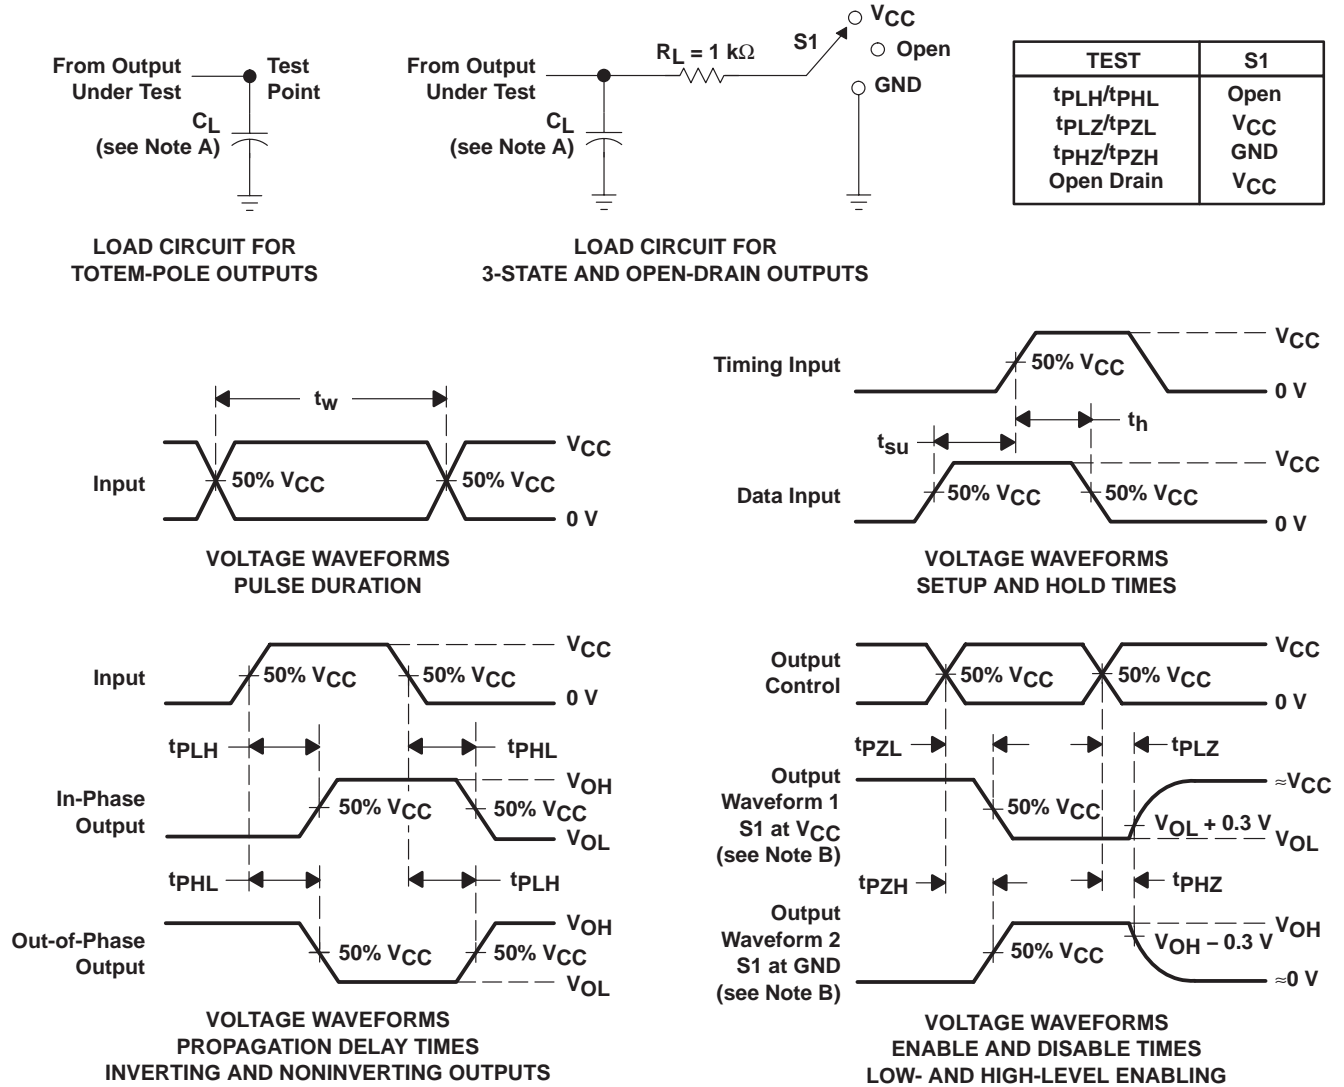 From Output
Under Test
Test
Point
CL
(see Note A)
LOAD CIRCUIT FOR
TOTEM-POLE OUTPUTS
From Output
Under Test
RL = 1 kΩ
S1
VCC
Open
GND
CL
(see Note A)
LOAD CIRCUIT FOR
3-STATE AND OPEN-DRAIN OUTPUTS
TEST S1
tPLH/tPHL Open
tPLZ/tPZL VCC
tPHZ/tPZH GND
Open Drain VCC
tw
Input
50% VCC
50% VCC
VCC
0 V
VOLTAGE WAVEFORMS
PULSE DURATION
Timing Input
50% VCC
VCC
0 V
tsu
th
Data Input
50% VCC
50% VCC
VCC
0 V
VOLTAGE WAVEFORMS
SETUP AND HOLD TIMES
Input
50% VCC
50% VCC
VCC
0 V
tPLH
tPHL
In-Phase
Output
50% VCC
50% VCC
VOH
VOL
tPHL
tPLH
Out-of-Phase
Output
50% VCC
50% VCC
VOH
VOL
VOLTAGE WAVEFORMS
PROPAGATION DELAY TIMES
INVERTING AND NONINVERTING OUTPUTS
Output
Control
50% VCC
50% VCC
VCC
0 V
tPZL
tPLZ
Output
Waveform 1
S1 at VCC
(see Note B)
50% VCC
VOL + 0.3 V
≈VCC
VOL
tPZH
tPHZ
Output
Waveform 2
S1 at GND
(see Note B)
50% VCC
VOH – 0.3 V
VOH
≈0 V
VOLTAGE WAVEFORMS
ENABLE AND DISABLE TIMES
LOW- AND HIGH-LEVEL ENABLING